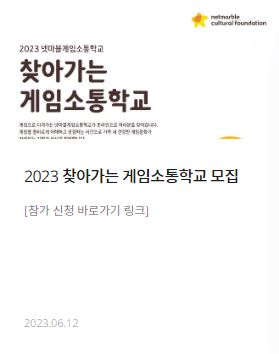 netmarble
cultural foundation
2023 넷마블게임소통학교
찾아가는
게임소통학교
2023 찾아가는 게임소통학교 모집
[참가 신청 바로가기 링크]
2023.06.12